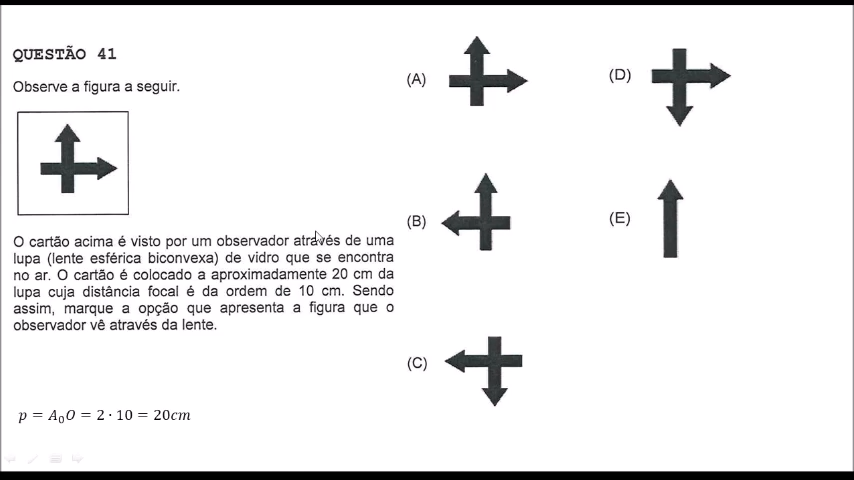 QUESTÃO 41
Observe a figura a seguir.
O cartão acima é visto por um observador através de uma
lupa (lente esférica biconvexa) de vidro que se encontra
no ar. O cartão é colocado a aproximadamente 20 cm da
lupa cuja distância focal é da ordem de 10 cm. Sendo
assim, marque a opção que apresenta a figura que o
observador vê através da lente.
p = A₀O = 2 · 10 = 20cm
(A)
(B)
(C)
(D)
(E)